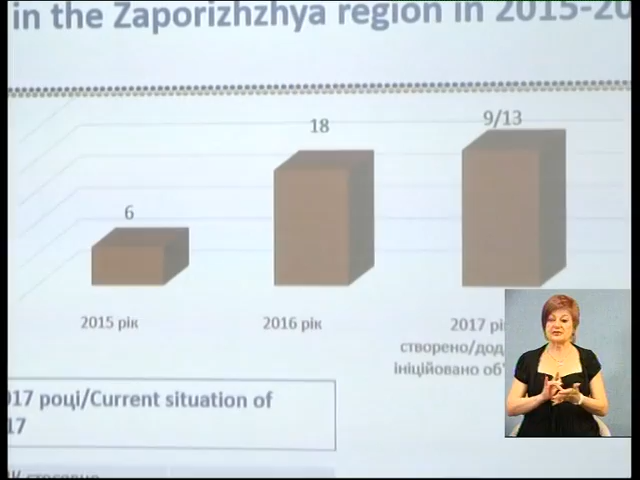 in the Zaporizhzhya region in 2015-20
6
18
9/13
2015 рік
2016 рік
2017 рі
створено/дод
ініційовано об'
017 році/Current situation of
17